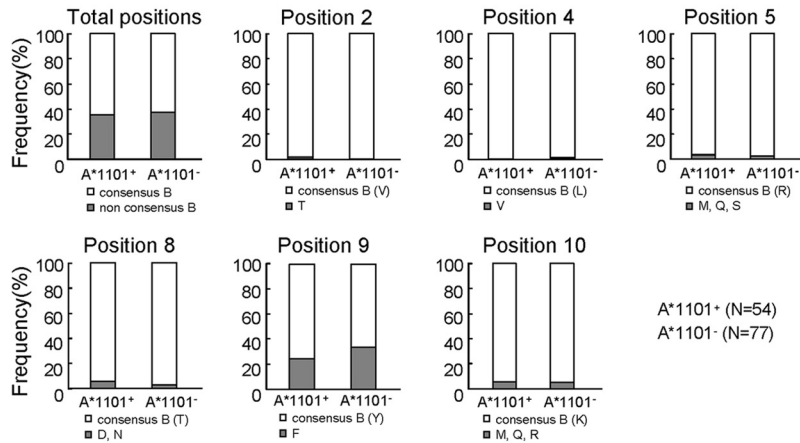 Total positions
Frequency(%)
100
80
60
40
20
0
A*1101+ A*1101-
consensus B
non consensus B
Position 2
100
80
60
40
20
0
A*1101+ A*1101-
consensus B (V)
T
Position 4
100
80
60
40
20
0
A*1101+ A*1101-
consensus B (L)
V
Position 5
100
80
60
40
20
0
A*1101+ A*1101-
consensus B (R)
M, Q, S
Position 8
Frequency(%)
100
80
60
40
20
0
A*1101+ A*1101-
consensus B (T)
D, N
Position 9
100
80
60
40
20
0
A*1101+ A*1101-
consensus B (Y)
F
Position 10
100
80
60
40
20
0
A*1101+ A*1101-
consensus B (K)
M, Q, R
A*1101+ (N=54)
A*1101- (N=77)